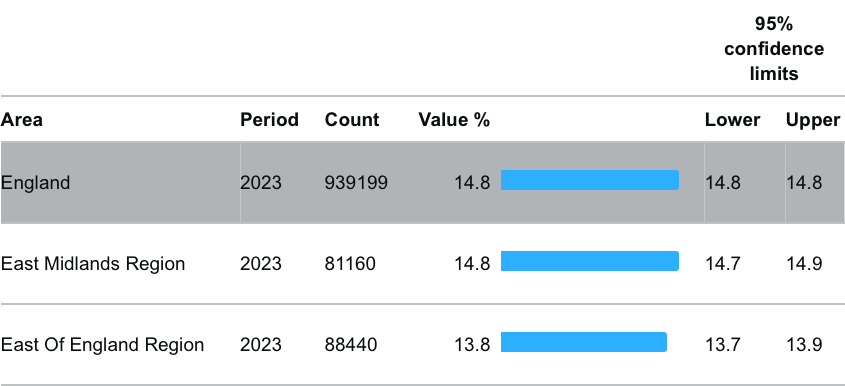 95%
confidence
limits
Area Period Count Value % Lower Upper
England 2023 939199 14.8 14.8 14.8
East Midlands Region 2023 81160 14.8 14.7 14.9
East Of England Region 2023 88440 13.8 13.7 13.9